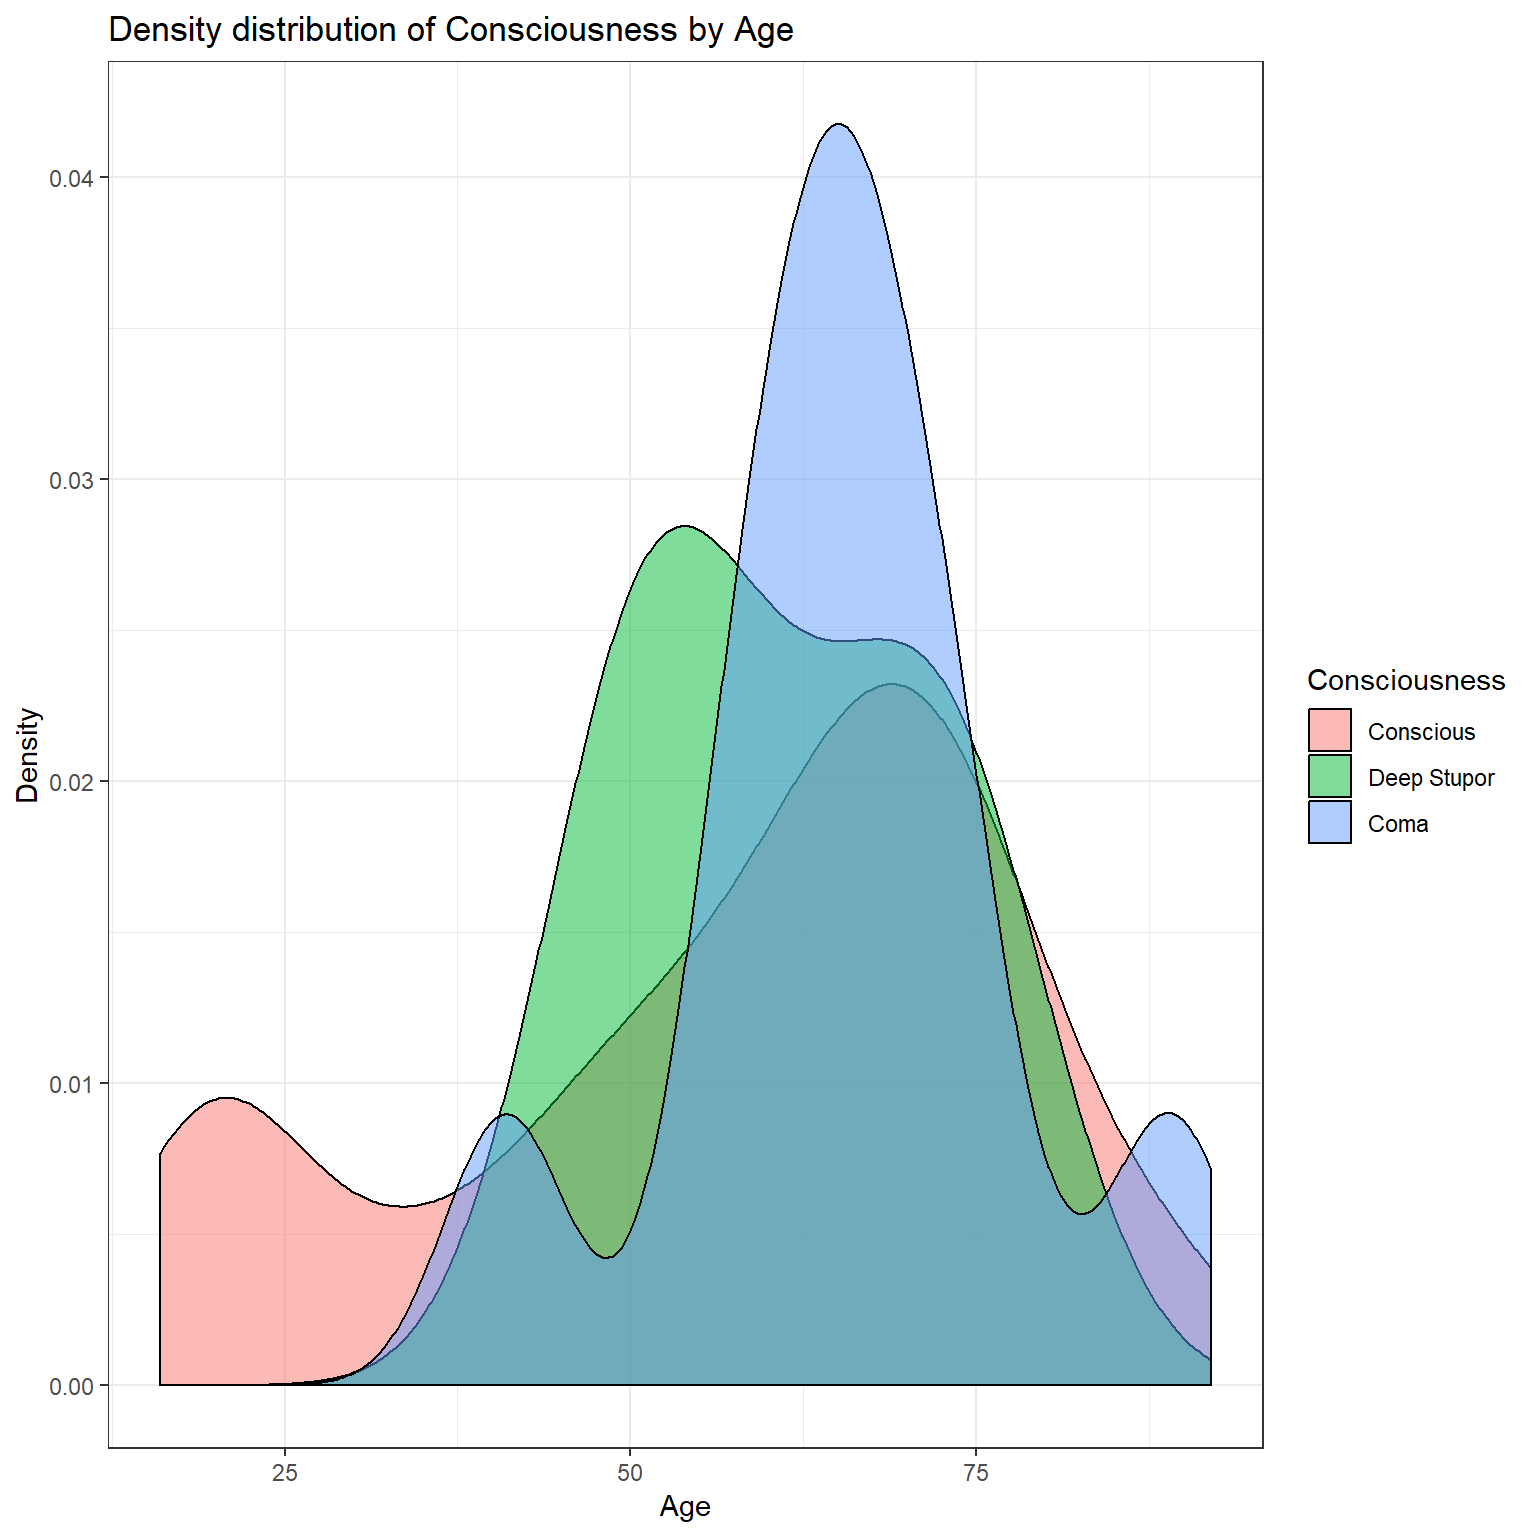 Density distribution of Consciousness by Age
0.04
0.03
0.02
0.01
0.00
Density
25 50 75
Age
Consciousness
Conscious
Deep Stupor
Coma